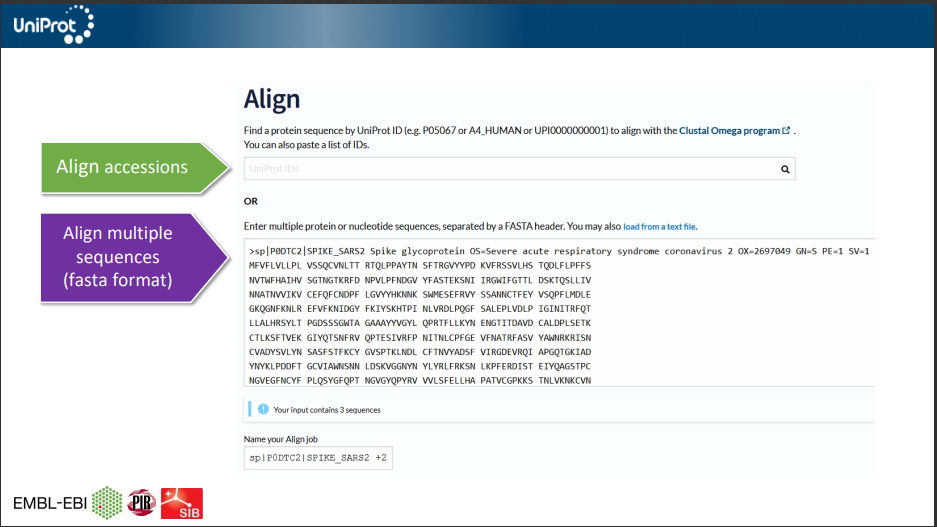 UniProt
Align
Find a protein sequence by UniProt ID (e.g. P05067 or A4_HUMAN or UPI0000000001) to align with the Clustal Omega program .
You can also paste a list of IDs.
Align accessions
UniProt IDs
OR
Align multiple
sequences
(fasta format)
Enter multiple protein or nucleotide sequences, separated by a FASTA header. You may also load from a text file.
>sp|P0DTC2|SPIKE_SARS2 Spike glycoprotein OS=Severe acute respiratory syndrome coronavirus 2 OX=2697049 GN=S PE=1 SV=1
MFVFLVLLPL VSSQCVNLTT RTQLPPAYTN SFTRGVYYPD KVFRSSVLHS TQDLFLPFFS
NVTWFHAIHV SGTNGTKRFD NPVLPFNDGV YFASTEKSNI IRGWIFGTTL DSKTQSLLIV
NNATNVVIKV CEFQFCNDPF LGVYYHKNNK SWMESEFRVY SSANNCTFEY VSQPFLMDLE
GKQGNFKNLR EFVFKNIDGY FKIYSKHTPI NLVRDLPQGF SALEPLVDLP IGINITRFQT
LLALHRSYLT PGDSSSGWTA GAAAYYVGYL QPRTFLLKYN ENGTITDAVD CALDPLSETK
CTLKSFTVEK GIYQTSNFRV QPTESIVRFP NITNLCPFGE VFNATRFASV YAWNRKRISN
CVADYSVLYN SASFSTFKCY GVSPTKLNDL CFTNVYADSF VIRGDEVRQI APGQTGKIAD
YNYKLPDDFT GCVIAWNSNN LDSKVGGNYN YLYRLFRKSN LKPFERDIST EIYQAGSTPC
NGVEGFNCYF PLQSYGFQPT NGVGYQPYRV VVLSFELLHA PATVCGPKKS TNLVKNKCVN
Your input contains 3 sequences
Name your Align job
sp|P0DTC2|SPIKE_SARS2 +2
EMBL-EBI
PIR
SIB